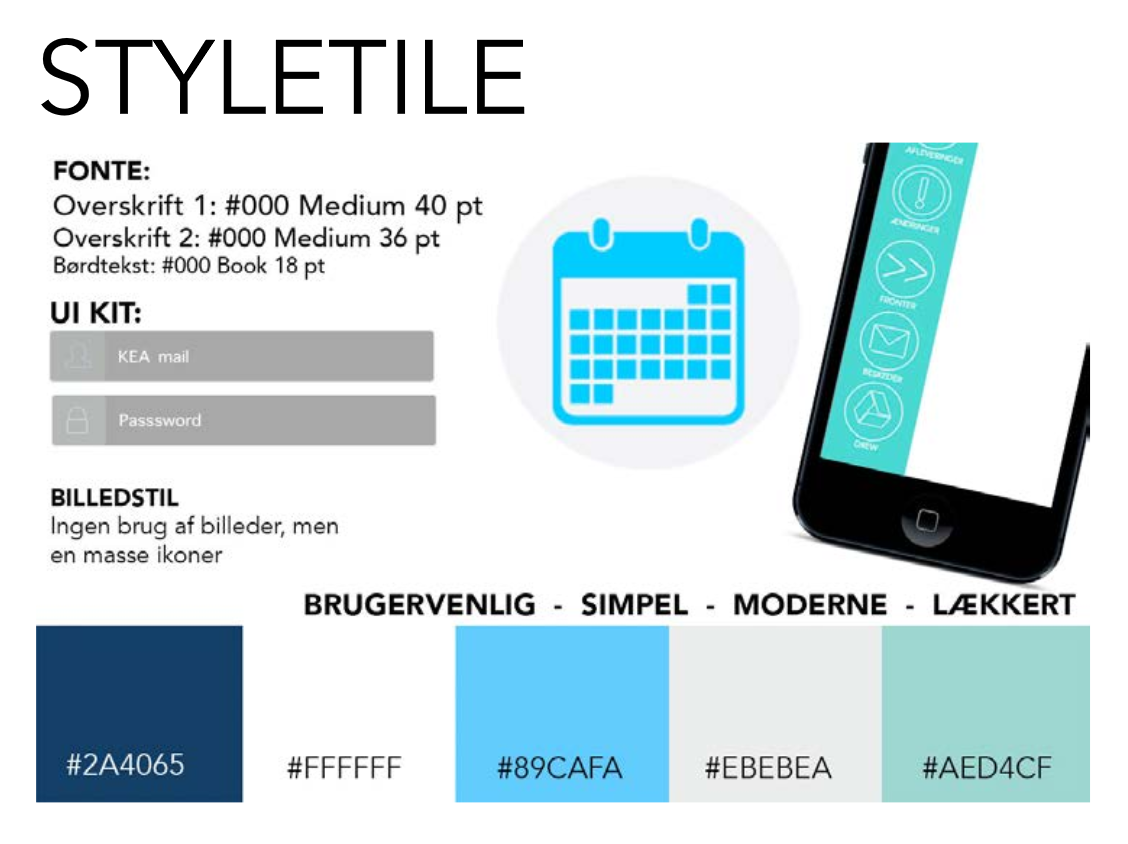 STYLETILE
FONTE:
Overskrift 1: #000 Medium 40 pt
Overskrift 2: #000 Medium 36 pt
Børdtekst: #000 Book 18 pt
UI KIT:
KEA mail
Passsword
BILLEDSTIL
Ingen brug af billeder, men
en masse ikoner
AFLEVERINGER
ÆNDRINGER
FRONTER
BESKEDER
DREW
BRUGERVENLIG - SIMPEL - MODERNE - LÆKKERT
#2A4065
#FFFFFF
#89CAFA
#EBEBEA
#AED4CF